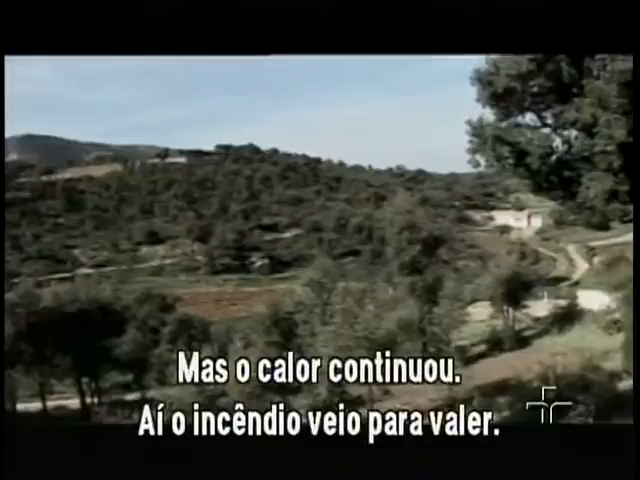 Mas o calor continuou.
Aí o incêndio veio para valer.